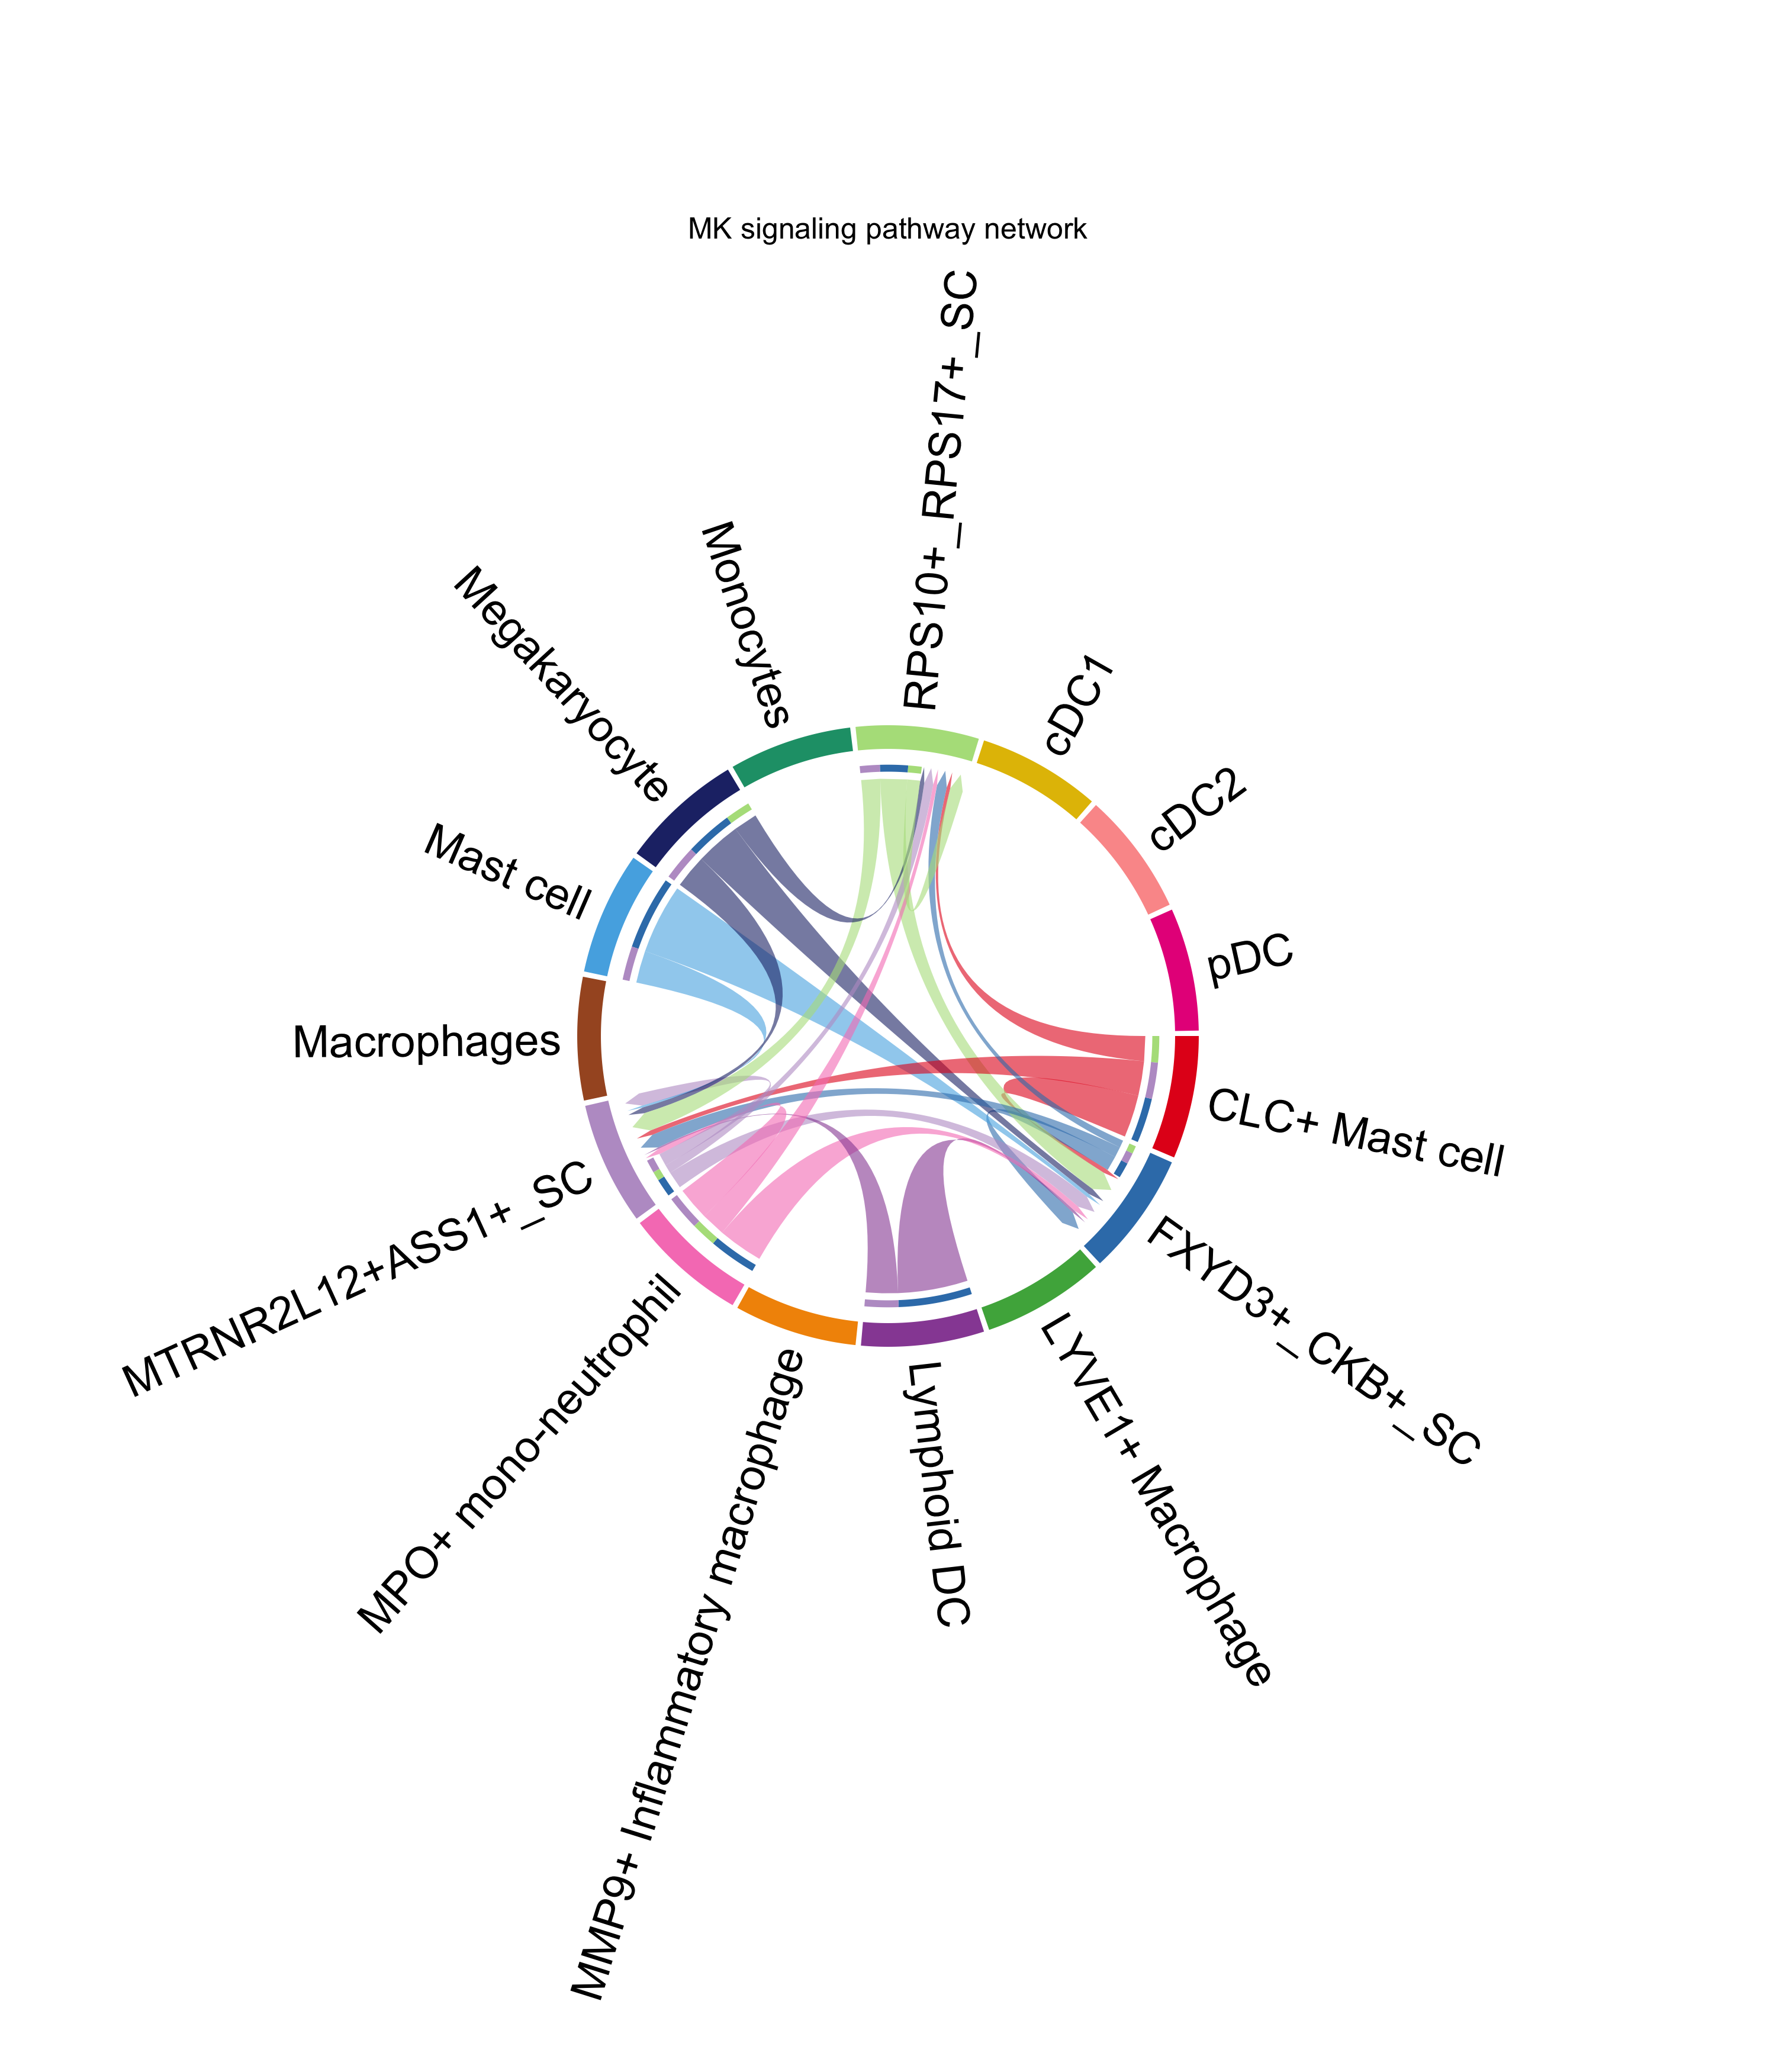 MK signaling pathway network
RPS10+_RPS17+_SC
cDC1
cDC2
pDC
CLC+ Mast cell
FXYD3+_CKB+_SC
LYVE1+ Macrophage
Lymphoid DC
MMP9+ Inflammatory macrophage
MPO+ mono-neutrophil
MTRNR2L12+ASS1+_SC
Macrophages
Mast cell
Megakaryocyte
Monocytes